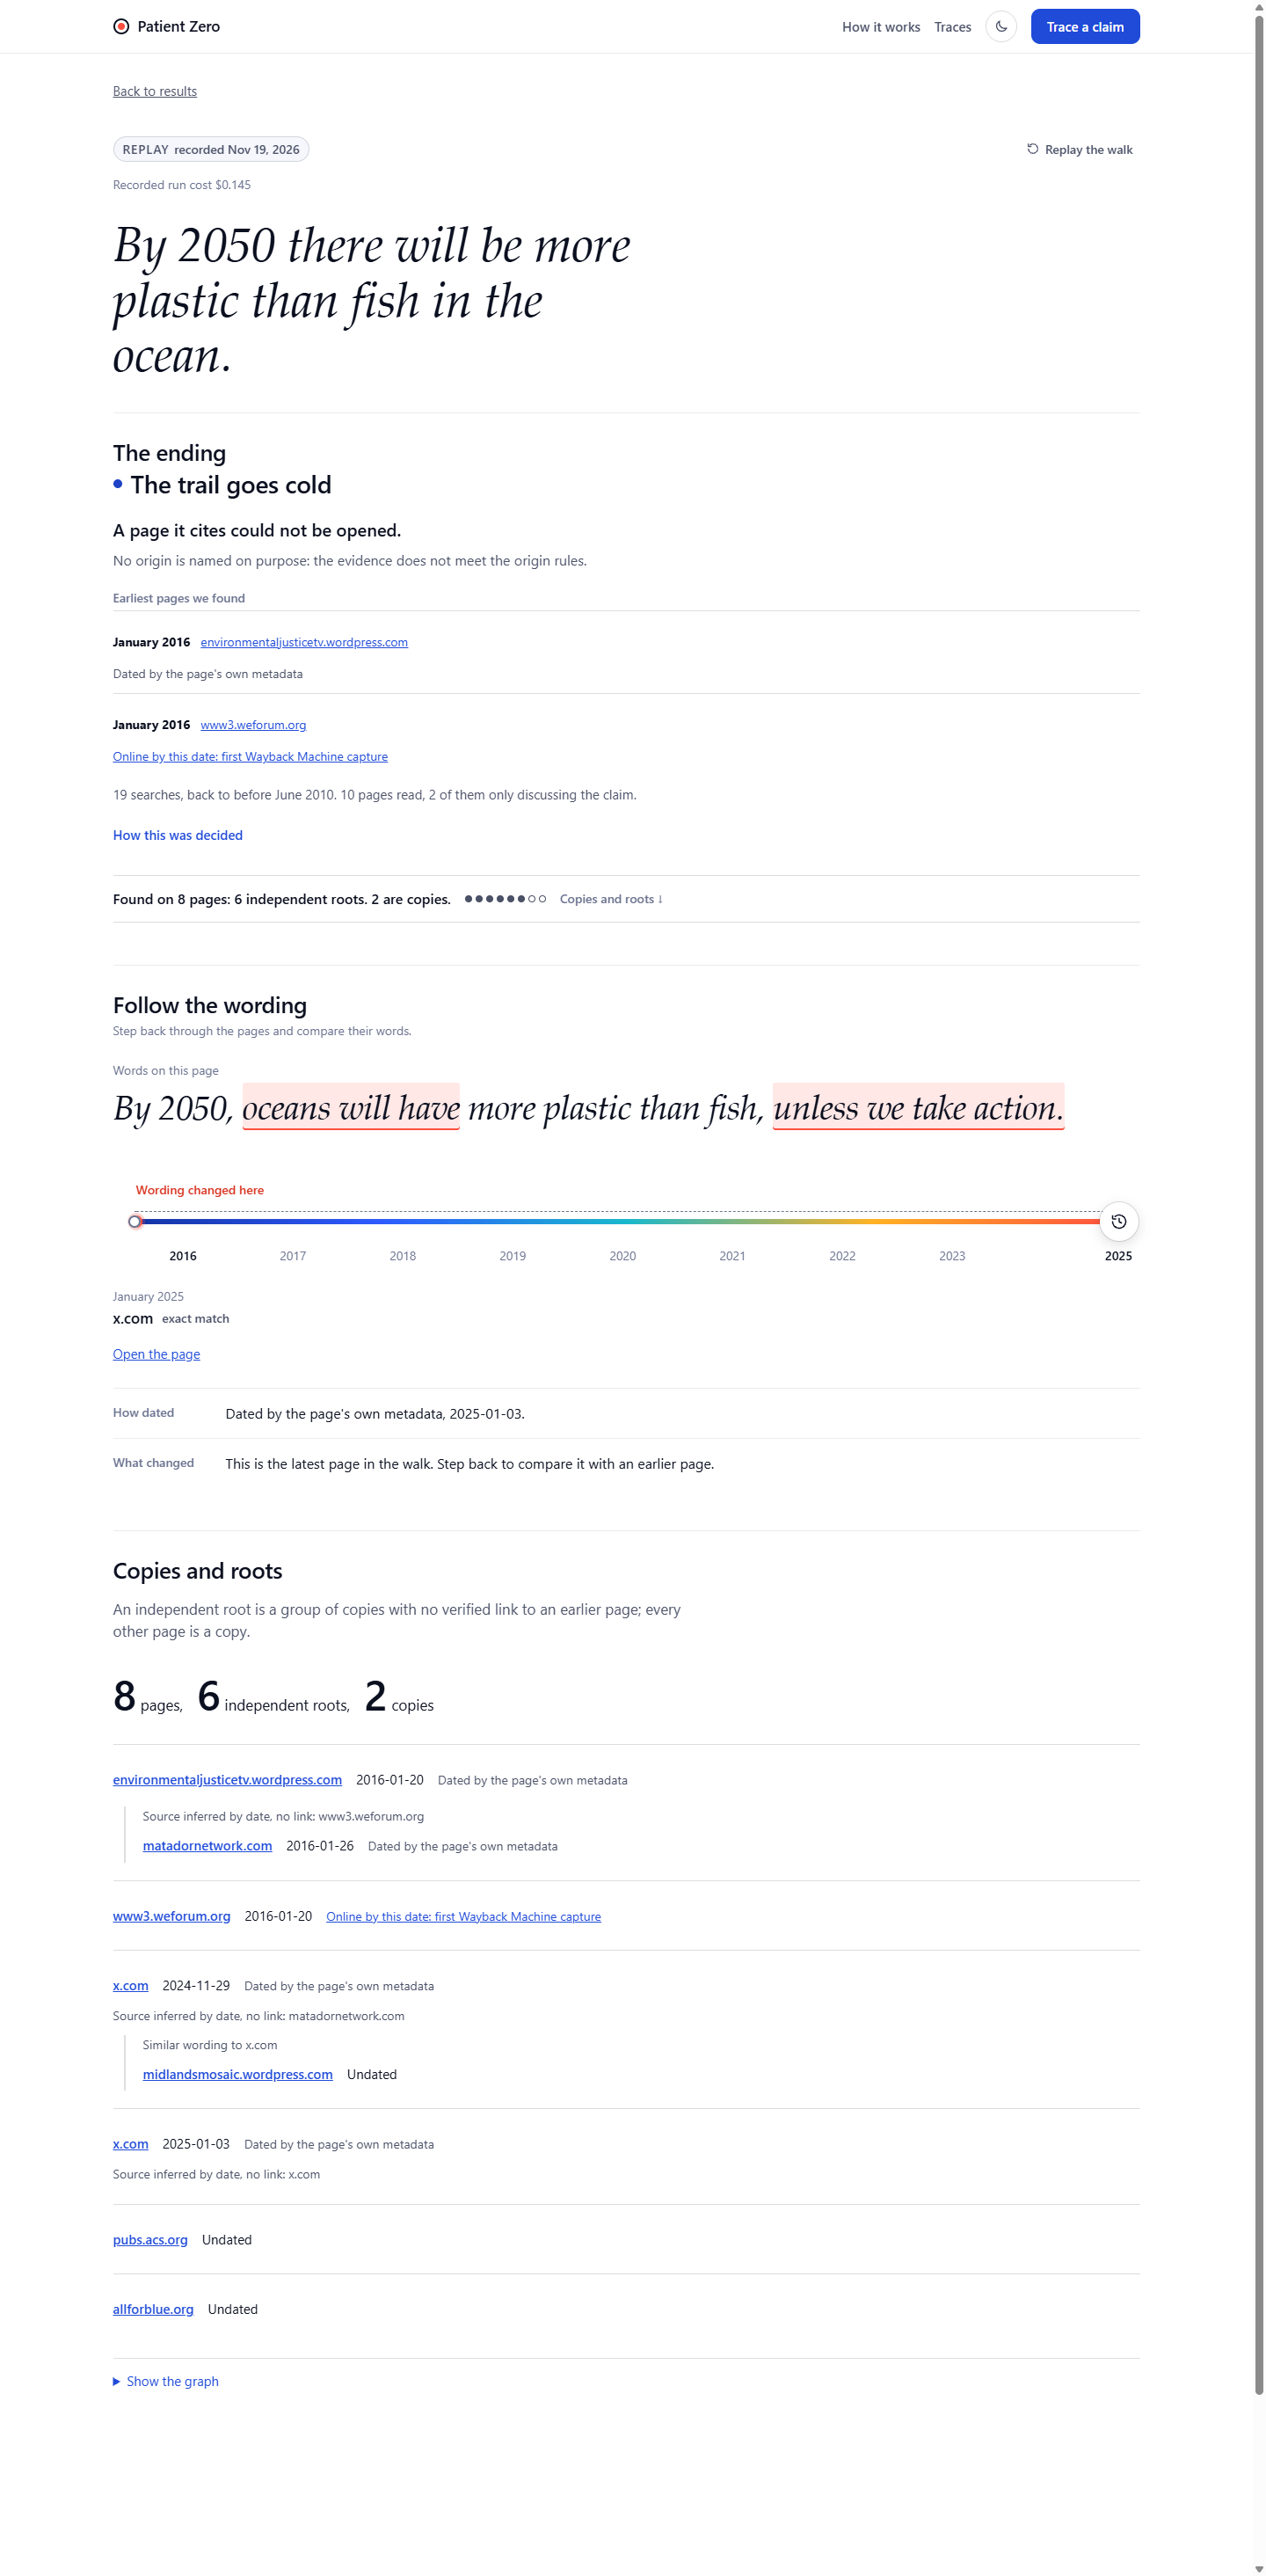 Patient Zero
How it works Traces Trace a claim
Back to results
REPLAY recorded Nov 19, 2026 Replay the walk
Recorded run cost $0.145
By 2050 there will be more
plastic than fish in the
ocean.
The ending
The trail goes cold
A page it cites could not be opened.
No origin is named on purpose: the evidence does not meet the origin rules.
Earliest pages we found
January 2016 environmentaljusticetv.wordpress.com
Dated by the page's own metadata
January 2016 www3.weforum.org
Online by this date: first Wayback Machine capture
19 searches, back to before June 2010. 10 pages read, 2 of them only discussing the claim.
How this was decided
Found on 8 pages: 6 independent roots. 2 are copies. Copies and roots ↓
Follow the wording
Step back through the pages and compare their words.
Words on this page
By 2050, oceans will have more plastic than fish, unless we take action.
Wording changed here
2016 2017 2018 2019 2020 2021 2022 2023 2025
January 2025
x.com exact match
Open the page
How dated Dated by the page's own metadata, 2025-01-03.
What changed This is the latest page in the walk. Step back to compare it with an earlier page.
Copies and roots
An independent root is a group of copies with no verified link to an earlier page; every
other page is a copy.
8 pages, 6 independent roots, 2 copies
environmentaljusticetv.wordpress.com 2016-01-20 Dated by the page's own metadata
Source inferred by date, no link: www3.weforum.org
matadornetwork.com 2016-01-26 Dated by the page's own metadata
www3.weforum.org 2016-01-20 Online by this date: first Wayback Machine capture
x.com 2024-11-29 Dated by the page's own metadata
Source inferred by date, no link: matadornetwork.com
Similar wording to x.com
midlandsmosaic.wordpress.com Undated
x.com 2025-01-03 Dated by the page's own metadata
Source inferred by date, no link: x.com
pubs.acs.org Undated
allforblue.org Undated
Show the graph